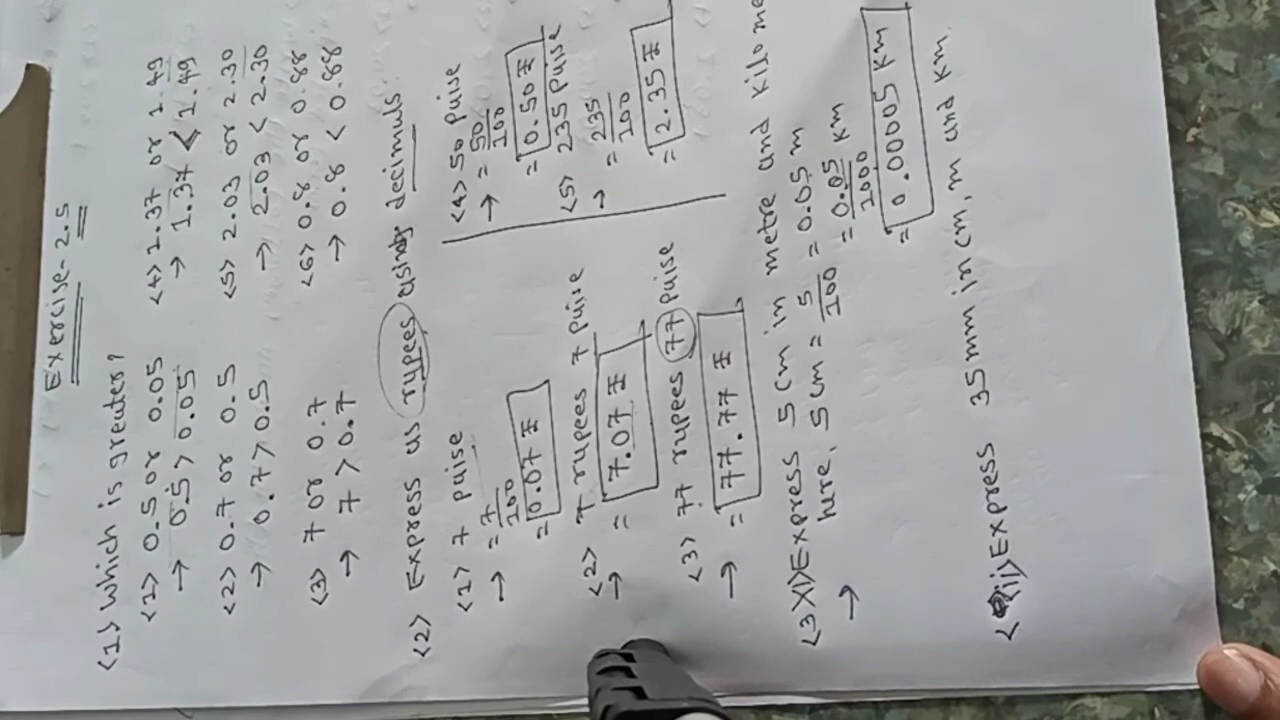 Exercise-2.5
<1> Which is greater?
<1> 0.5 or 0.05
→ 0.5 > 0.05
<2> 0.7 or 0.5
→ 0.7 > 0.5
<3> 7 or 0.7
→ 7 > 0.7
<4> 1.37 or 1.49
→ 1.37 < 1.49
<5> 2.03 or 2.30
→ 2.03 < 2.30
<6> 0.8 or 0.88
→ 0.8 < 0.88
<2> Express as rupees using decimals:
<1> 7 paise
→ = 7/100
= 0.07 ₹
<2> 7 rupees 7 paise
→ = 7.07 ₹
<3> 77 rupees 77 paise
→ = 77.77 ₹
<4> 50 paise
→ = 50/100
= 0.50 ₹
<5> 235 paise
→ = 235/100
= 2.35 ₹
<3><i> Express 5 cm in metre and kilome
→ here, 5 cm = 5/100 = 0.05 m
= 0.05/1000 km
= 0.00005 km
<ii> Express 35 mm in cm, m and km.